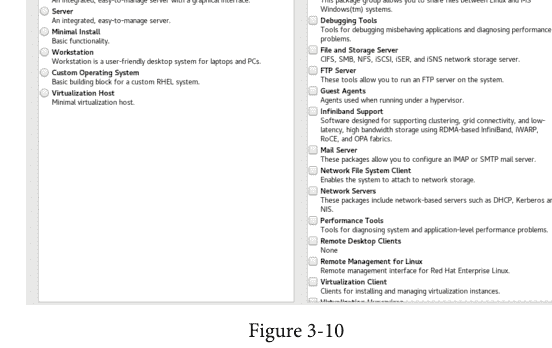 An integrated, easy-to-manage server with a graphical interface.
Server
An integrated, easy-to-manage server.
Minimal Install
Basic functionality.
Workstation
Workstation is a user-friendly desktop system for laptops and PCs.
Custom Operating System
Basic building block for a custom RHEL system.
Virtualization Host
Minimal virtualization host.
This package group allows you to share files between Linux and MS
Windows(tm) systems.
Debugging Tools
Tools for debugging misbehaving applications and diagnosing performance
problems.
File and Storage Server
CIFS, SMB, NFS, iSCSI, iSER, and iSNS network storage server.
FTP Server
These tools allow you to run an FTP server on the system.
Guest Agents
Agents used when running under a hypervisor.
Infiniband Support
Software designed for supporting clustering, grid connectivity, and low-
latency, high bandwidth storage using RDMA-based InfiniBand, iWARP,
RoCE, and OPA fabrics.
Mail Server
These packages allow you to configure an IMAP or SMTP mail server.
Network File System Client
Enables the system to attach to network storage.
Network Servers
These packages include network-based servers such as DHCP, Kerberos
NIS.
Performance Tools
Tools for diagnosing system and application-level performance problems.
Remote Desktop Clients
None
Remote Management for Linux
Remote management interface for Red Hat Enterprise Linux.
Virtualization Client
Clients for installing and managing virtualization instances.
Figure 3-10